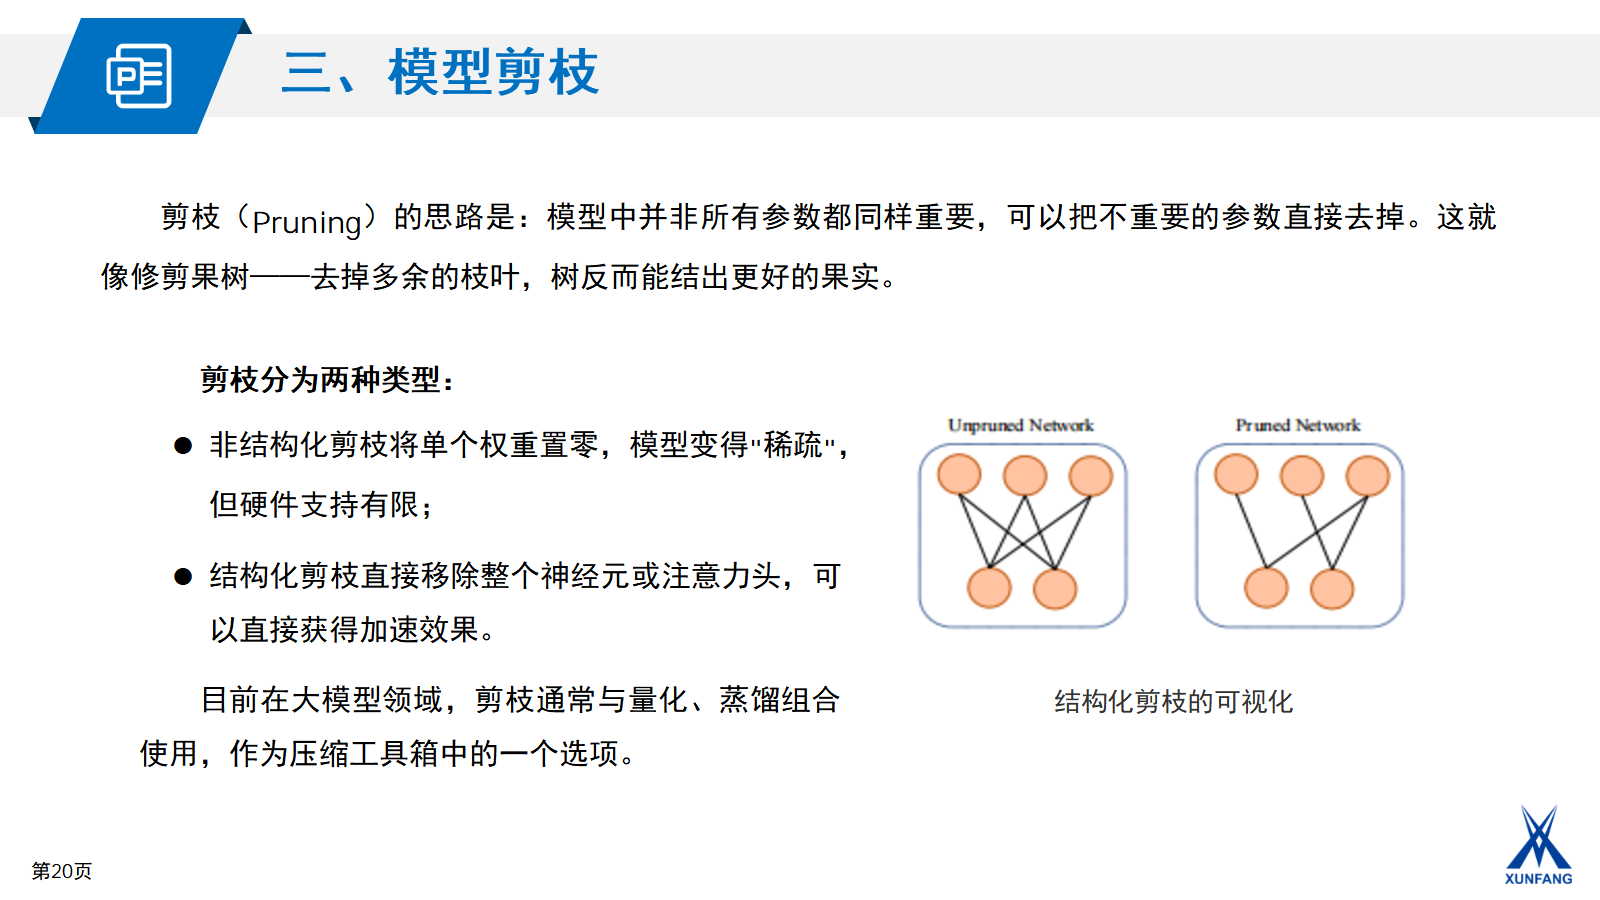 三、模型剪枝
剪枝（Pruning）的思路是：模型中并非所有参数都同样重要，可以把不重要的参数直接去掉。这就
像修剪果树——去掉多余的枝叶，树反而能结出更好的果实。
剪枝分为两种类型：
● 非结构化剪枝将单个权重置零，模型变得"稀疏"，
但硬件支持有限；
● 结构化剪枝直接移除整个神经元或注意力头，可
以直接获得加速效果。
目前在大模型领域，剪枝通常与量化、蒸馏组合
使用，作为压缩工具箱中的一个选项。
Unpruned Network
Pruned Network
结构化剪枝的可视化
第20页
XUNFANG